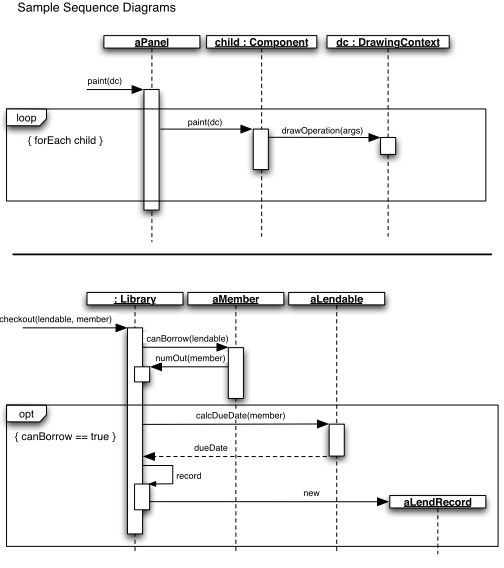 Sample Sequence Diagrams
aPanel
child : Component
dc : DrawingContext
paint(dc)
loop
paint(dc)
drawOperation(args)
{ forEach child }
: Library
aMember
aLendable
checkout(lendable, member)
canBorrow(lendable)
numOut(member)
opt
calcDueDate(member)
{ canBorrow == true }
dueDate
record
new
aLendRecord